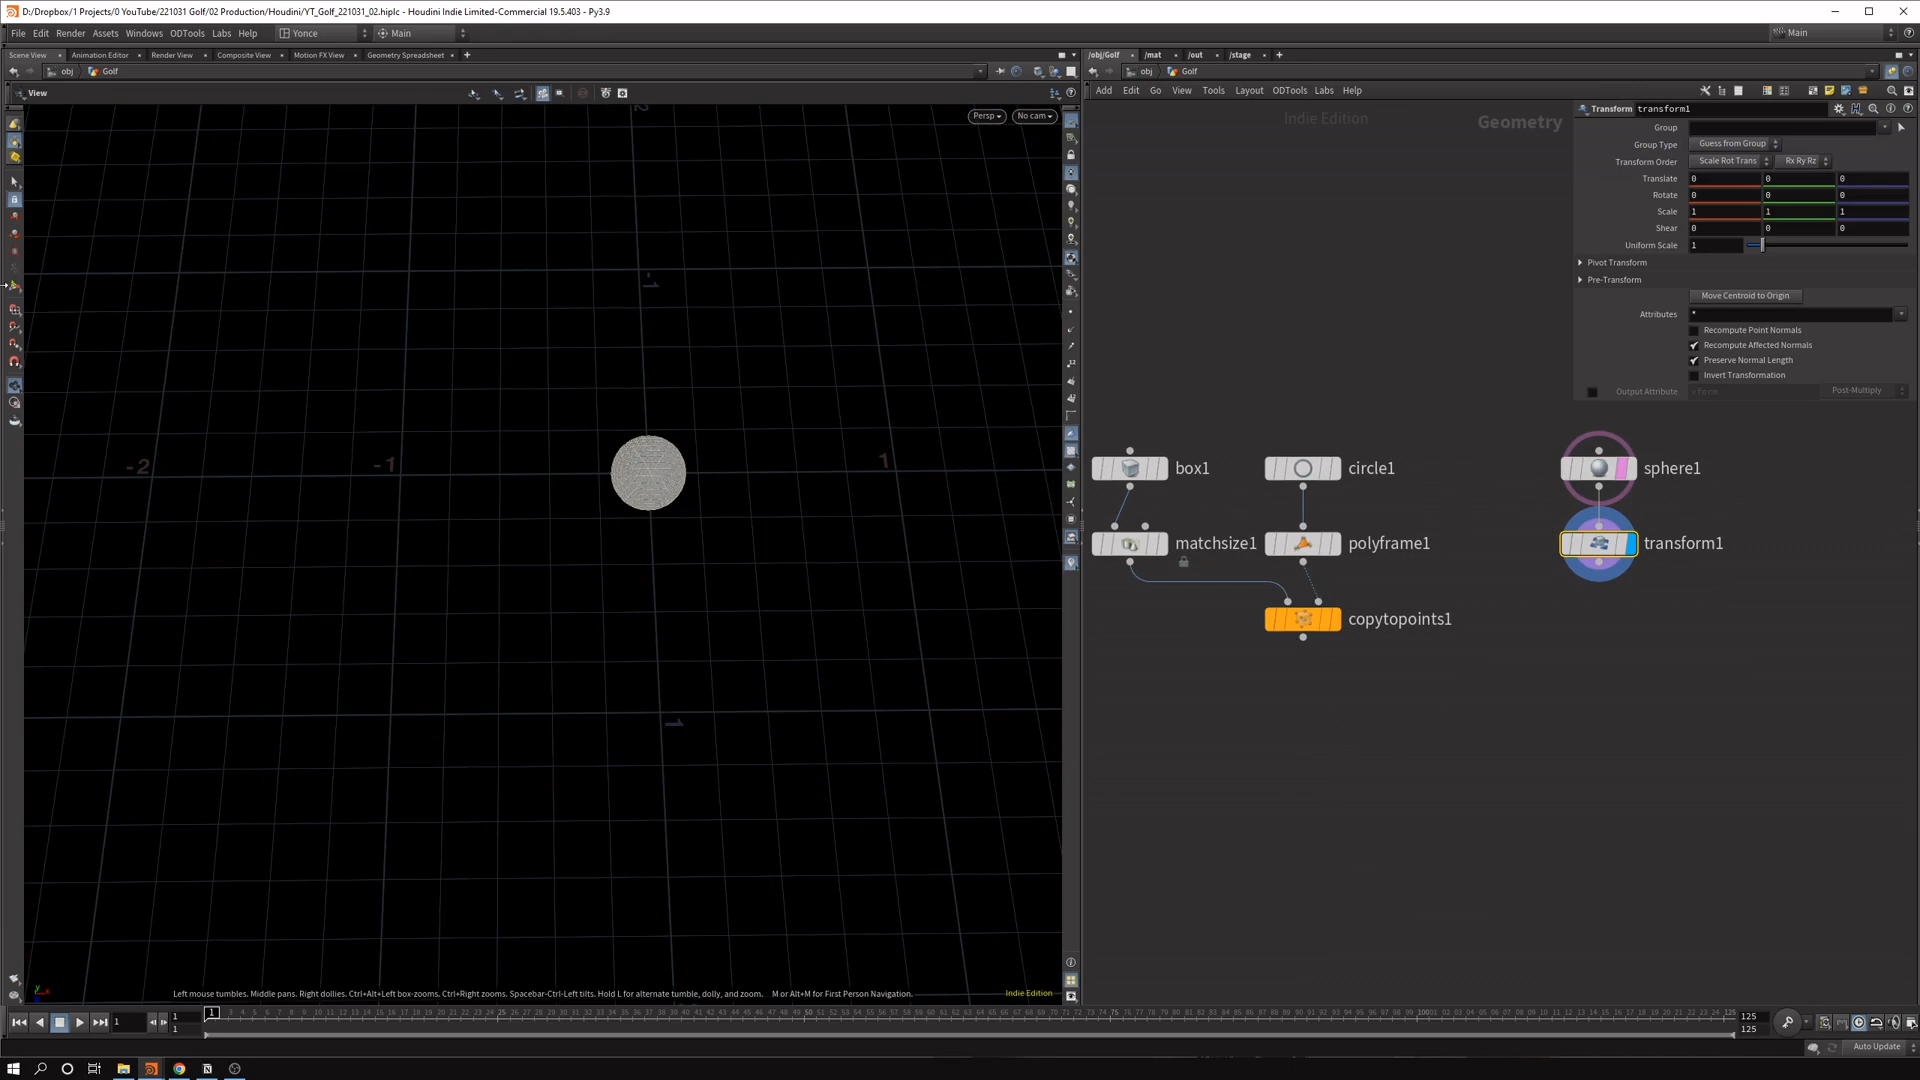 D:/Dropbox/1 Projects/0 YouTube/221031 Golf/02 Production/Houdini/YT_Golf_221031_02.hiplc - Houdini Indie Limited-Commercial 19.5.403 - Py3.9
File Edit Render Assets Windows ODTools Labs Help Yonce Main Main
Scene View Animation Editor Render View Composite View Motion FX View Geometry Spreadsheet
/obj/Golf /mat /out /stage
obj Golf
obj Golf
View
Add Edit Go View Tools Layout ODTools Labs Help
Persp No cam
Indie Edition
Geometry
Transform transform1
Group
Group Type Guess from Group
Transform Order Scale Rot Trans Rx Ry Rz
Translate 0 0 0
Rotate 0 0 0
Scale 1 1 1
Shear 0 0 0
Uniform Scale 1
Pivot Transform
Pre-Transform
Move Centroid to Origin
Attributes *
Recompute Point Normals
Recompute Affected Normals
Preserve Normal Length
Invert Transformation
Output Attribute xform Post-Multiply
-2 -1 1
box1 circle1 sphere1
matchsize1 polyframe1 transform1
copytopoints1
Left mouse tumbles. Middle pans. Right dollies. Ctrl+Alt+Left box-zooms. Ctrl+Right zooms. Spacebar-Ctrl-Left tilts. Hold L for alternate tumble, dolly, and zoom. M or Alt+M for First Person Navigation.
Indie Edition
1 1 1 1
125 125
Auto Update